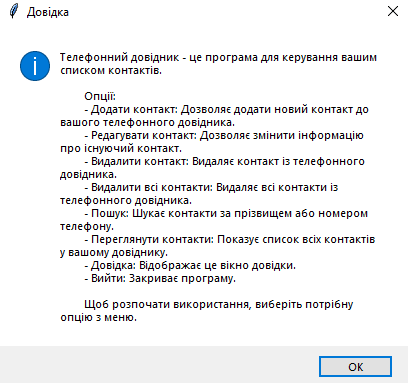 Довідка
Телефонний довідник - це програма для керування вашим
списком контактів.
Опції:
- Додати контакт: Дозволяє додати новий контакт до
вашого телефонного довідника.
- Редагувати контакт: Дозволяє змінити інформацію
про існуючий контакт.
- Видалити контакт: Видаляє контакт із телефонного
довідника.
- Видалити всі контакти: Видаляє всі контакти із
телефонного довідника.
- Пошук: Шукає контакти за прізвищем або номером
телефону.
- Переглянути контакти: Показує список всіх контактів
у вашому довіднику.
- Довідка: Відображає це вікно довідки.
- Вийти: Закриває програму.
Щоб розпочати використання, виберіть потрібну
опцію з меню.
OK